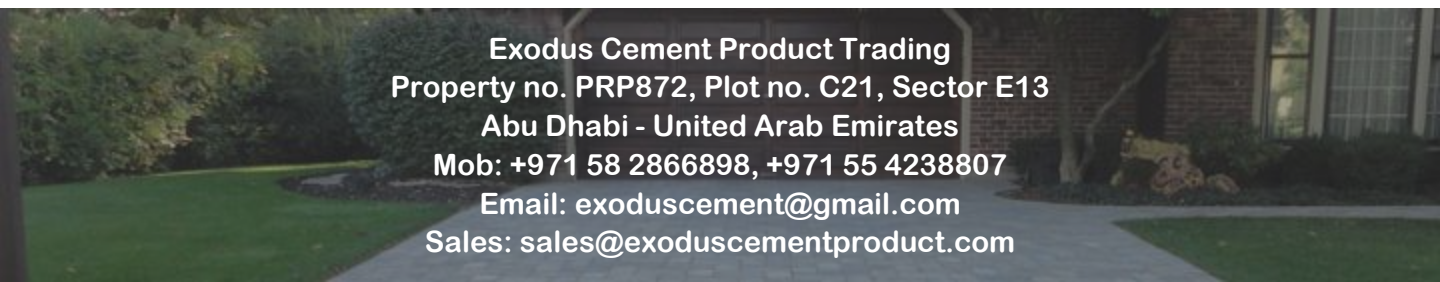 Exodus Cement Product Trading
Property no. PRP872, Plot no. C21, Sector E13
Abu Dhabi - United Arab Emirates
Mob: +971 58 2866898, +971 55 4238807
Email: exoduscement@gmail.com
Sales: sales@exoduscementproduct.com